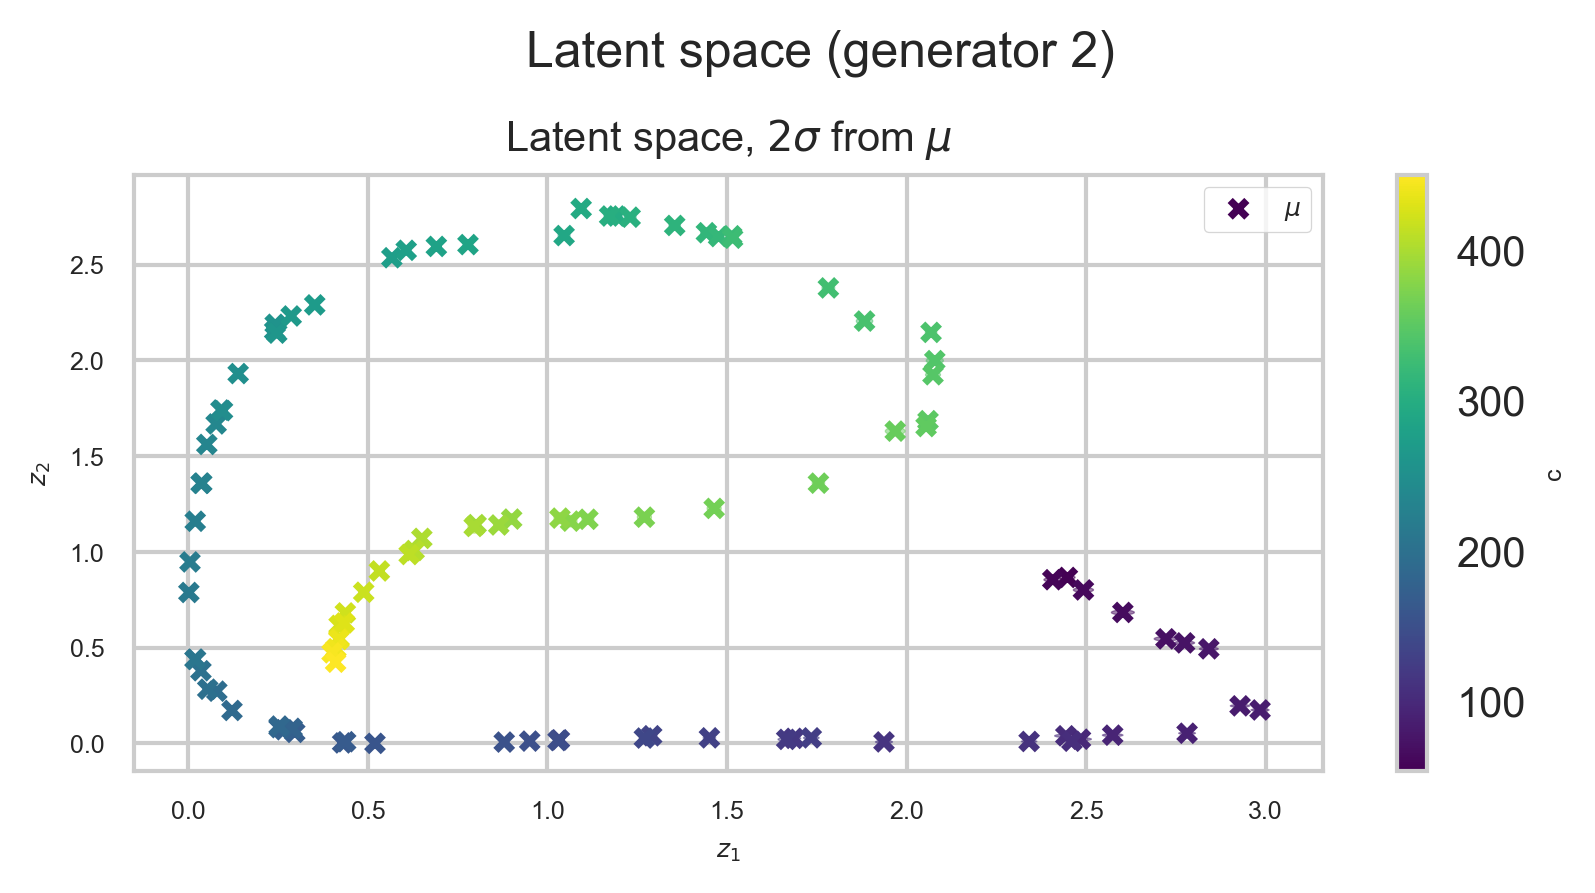 Latent space (generator 2)
Latent space, 2σ from μ
μ
2.5
2.0
1.5
1.0
0.5
0.0
z₂
0.0 0.5 1.0 1.5 2.0 2.5 3.0
z₁
400
300
200
100
c